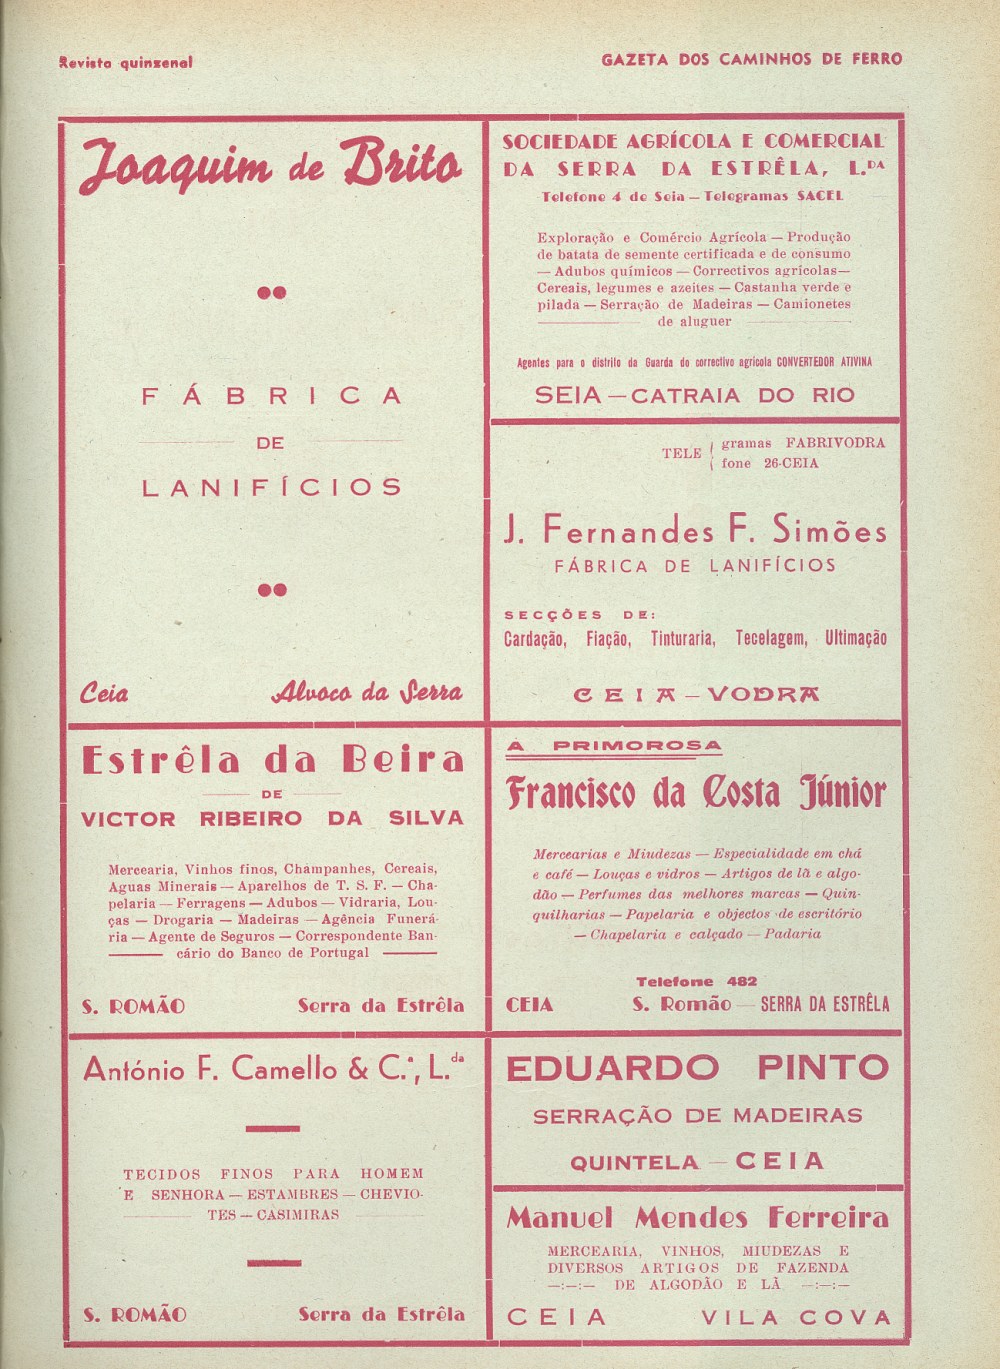 Revista quinzenal
GAZETA DOS CAMINHOS DE FERRO
Joaquim de Brito
FÁBRICA
DE
LANIFÍCIOS
Ceia Alvoco da Serra
SOCIEDADE AGRÍCOLA E COMERCIAL
DA SERRA DA ESTRÊLA, L.DA
Telefone 4 de Seia — Telegramas SACEL
Exploração e Comércio Agrícola — Produção
de batata de semente certificada e de consumo
— Adubos químicos — Correctivos agrícolas—
Cereais, legumes e azeites — Castanha verde e
pilada — Serração de Madeiras — Camionetes
de aluguer
Agentes para o distrito da Guarda do correctivo agrícola CONVERTEDOR ATIVINA
SEIA — CATRAIA DO RIO
TELE ( gramas FABRIVODRA
fone 26-CEIA
J. Fernandes F. Simões
FÁBRICA DE LANIFÍCIOS
SECÇÕES DE:
Cardação, Fiação, Tinturaria, Tecelagem, Ultimação
CEIA — VODRA
Estrêla da Beira
DE
VICTOR RIBEIRO DA SILVA
Mercearia, Vinhos finos, Champanhes, Cereais,
Aguas Minerais — Aparelhos de T. S. F. — Cha-
pelaria — Ferragens — Adubos — Vidraria, Lou-
ças — Drogaria — Madeiras — Agência Funerá-
ria — Agente de Seguros — Correspondente Ban-
cário do Banco de Portugal
S. ROMÃO Serra da Estrêla
A PRIMOROSA
Francisco da Costa Júnior
Mercearias e Miudezas — Especialidade em chá
e café — Louças e vidros — Artigos de lã e algo-
dão — Perfumes das melhores marcas — Quin-
quilharias — Papelaria e objectos de escritório
— Chapelaria e calçado — Padaria
Telefone 482
CEIA S. Romão — SERRA DA ESTRÊLA
António F. Camello & C.ª, L.da
TECIDOS FINOS PARA HOMEM
E SENHORA — ESTAMBRES — CHEVIO-
TES — CASIMIRAS
S. ROMÃO Serra da Estrêla
EDUARDO PINTO
SERRAÇÃO DE MADEIRAS
QUINTELA — CEIA
Manuel Mendes Ferreira
MERCEARIA, VINHOS, MIUDEZAS E
DIVERSOS ARTIGOS DE FAZENDA
—:—:— DE ALGODÃO E LÃ —:—:—
CEIA VILA COVA